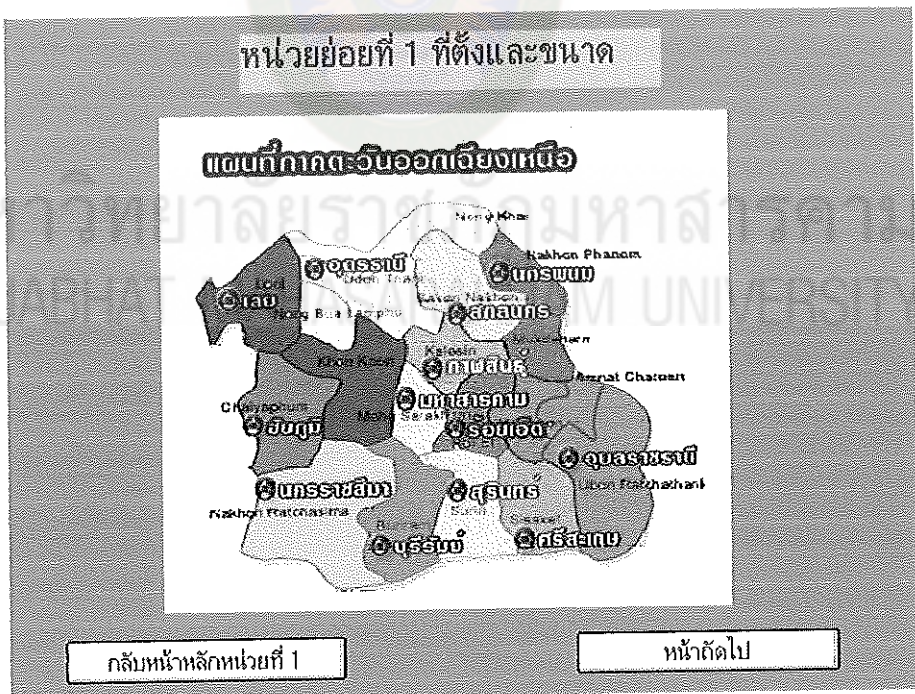 หน่วยย่อยที่ 1 ที่ตั้งและขนาด
แผนที่ภาคตะวันออกเฉียงเหนือ
Nong Khai
Nakhon Phanom
อุดรธานี
นครพนม
Udon Thani
Loei
เลย
Sakon Nakhon
Nong Bua Lamphu
สกลนคร
Khon Kaen
Kalasin
กาฬสินธุ์
Amnat Charoen
มหาสารคาม
Chaiyaphum
ชัยภูมิ
ร้อยเอ็ด
อุบลราชธานี
Ubon Ratchathani
นครราชสีมา
สุรินทร์
Nakhon Ratchasima
Surin
Buriram
Sisaket
บุรีรัมย์
ศรีสะเกษ
กลับหน้าหลักหน่วยที่ 1
หน้าถัดไป